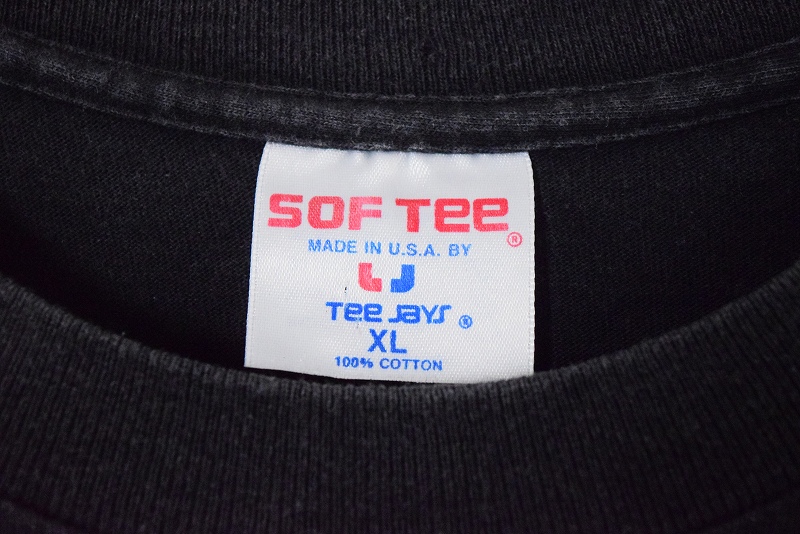 SOF TEE ®
MADE IN U.S.A. BY
TEE JAYS ®
XL
100% COTTON